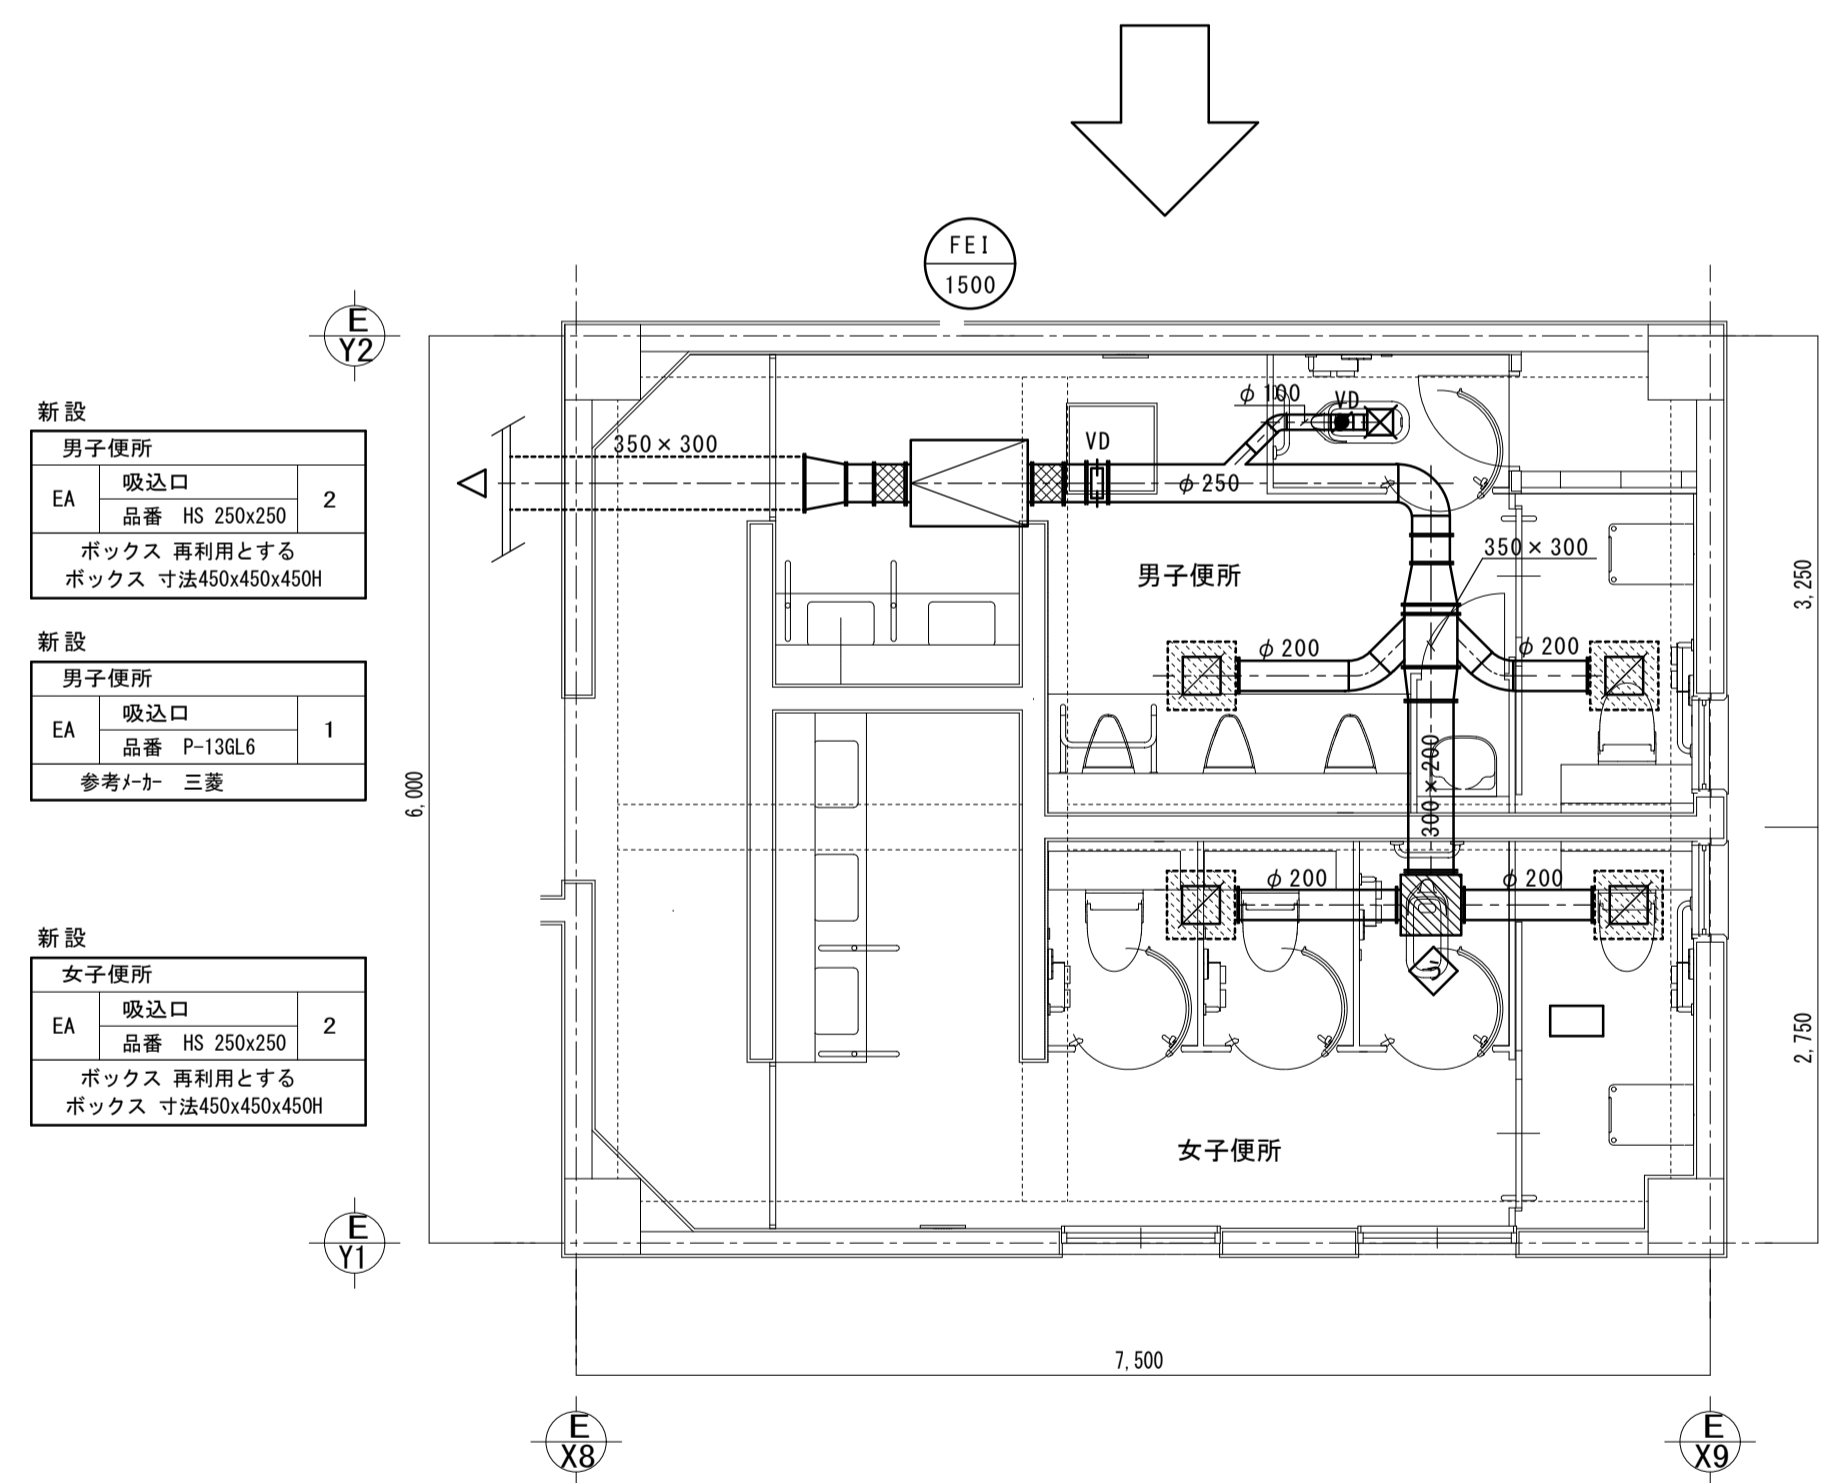 FEI
1500
E
Y2
新設
男子便所
EA
吸込口
品番 HS 250x250
2
ボックス 再利用とする
ボックス 寸法450x450x450H
新設
男子便所
EA
吸込口
品番 P-13GL6
1
参考メーカー 三菱
新設
女子便所
EA
吸込口
品番 HS 250x250
2
ボックス 再利用とする
ボックス 寸法450x450x450H
350×300
VD
φ100
VD
φ250
350×300
男子便所
φ200
φ200
300×200
φ200
φ200
女子便所
6,000
3,250
2,750
7,500
E
Y1
E
X8
E
X9